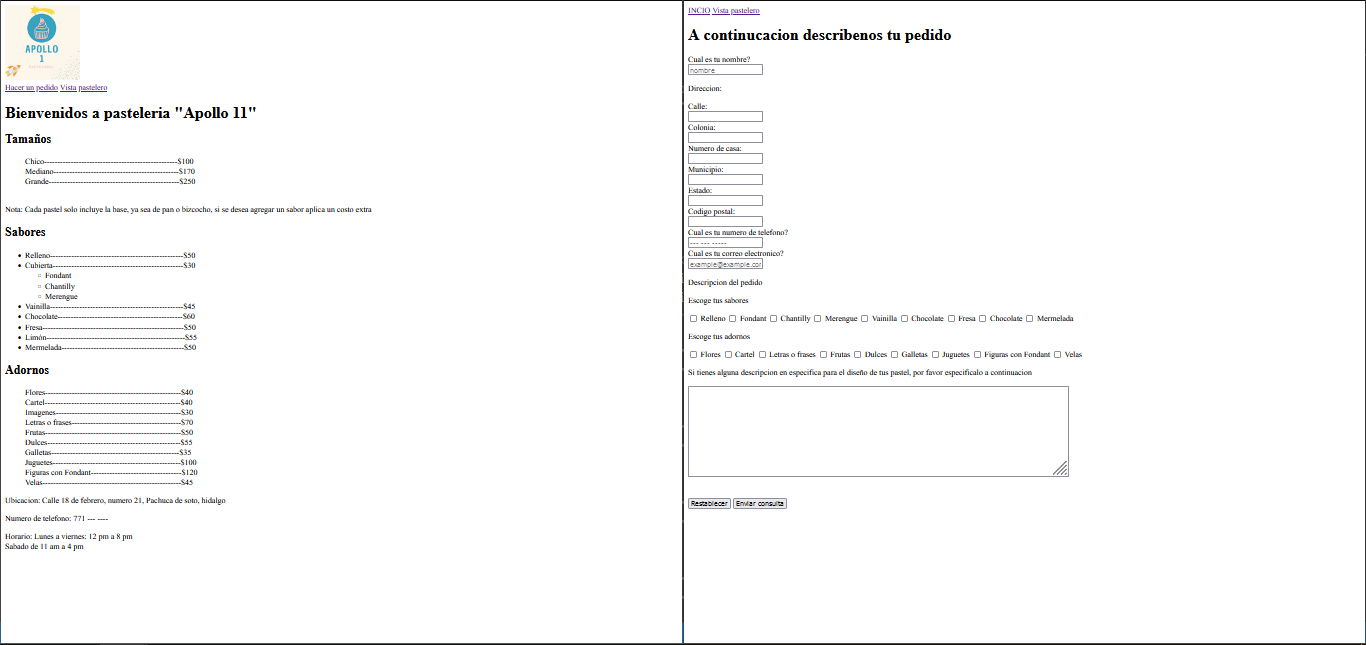 APOLLO
1
Hacer un pedido Vista pastelero
Bienvenidos a pasteleria "Apollo 11"
Tamaños
Chico---------------------------------------------------$100
Mediano------------------------------------------------$170
Grande--------------------------------------------------$250
Nota: Cada pastel solo incluye la base, ya sea de pan o bizcocho, si se desea agregar un sabor aplica un costo extra
Sabores
Relleno---------------------------------------------------$50
Cubierta--------------------------------------------------$30
Fondant
Chantilly
Merengue
Vainilla---------------------------------------------------$45
Chocolate-----------------------------------------------$60
Fresa------------------------------------------------------$50
Limón-----------------------------------------------------$55
Mermelada-----------------------------------------------$50
Adornos
Flores-----------------------------------------------------$40
Cartel-----------------------------------------------------$40
Imagenes------------------------------------------------$30
Letras o frases------------------------------------------$70
Frutas-----------------------------------------------------$50
Dulces----------------------------------------------------$55
Galletas--------------------------------------------------$35
Juguetes-------------------------------------------------$100
Figuras con Fondant-----------------------------------$120
Velas------------------------------------------------------$45
Ubicacion: Calle 18 de febrero, numero 21, Pachuca de soto, hidalgo
Numero de telefono: 771 --- ----
Horario: Lunes a viernes: 12 pm a 8 pm
Sabado de 11 am a 4 pm
INCIO Vista pastelero
A continucacion describenos tu pedido
Cual es tu nombre?
nombre
Direccion:
Calle:
Colonia:
Numero de casa:
Municipio:
Estado:
Codigo postal:
Cual es tu numero de telefono?
--- --- -----
Cual es tu correo electronico?
example@example.com
Descripcion del pedido
Escoge tus sabores
Relleno Fondant Chantilly Merengue Vainilla Chocolate Fresa Chocolate Mermelada
Escoge tus adornos
Flores Cartel Letras o frases Frutas Dulces Galletas Juguetes Figuras con Fondant Velas
Si tienes alguna descripcion en especifica para el diseño de tus pastel, por favor especificalo a continuacion
Restablecer Enviar consulta